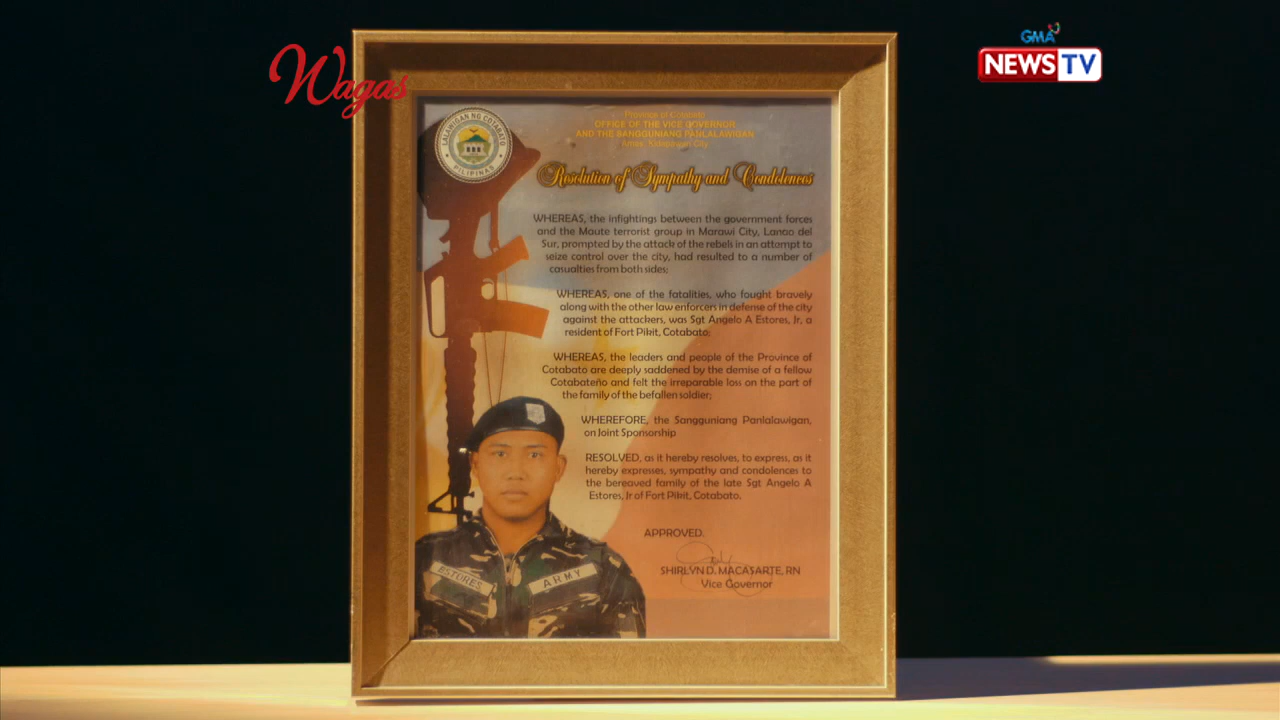 Wagas
GMA
NEWS TV
LALAWIGAN NG COTABATO
PILIPINAS
Province of Cotabato
OFFICE OF THE VICE GOVERNOR
AND THE SANGGUNIANG PANLALAWIGAN
Amas, Kidapawan City
Resolution of Sympathy and Condolences
WHEREAS, the infightings between the government forces
and the Maute terrorist group in Marawi City, Lanao del
Sur, prompted by the attack of the rebels in an attempt to
seize control over the city, had resulted to a number of
casualties from both sides;
WHEREAS, one of the fatalities, who fought bravely
along with the other law enforcers in defense of the city
against the attackers, was Sgt Angelo A Estores, Jr, a
resident of Fort Pikit, Cotabato;
WHEREAS, the leaders and people of the Province of
Cotabato are deeply saddened by the demise of a fellow
Cotabateño and felt the irreparable loss on the part of
the family of the befallen soldier;
WHEREFORE, the Sangguniang Panlalawigan,
on Joint Sponsorship
RESOLVED, as it hereby resolves, to express, as it
hereby expresses, sympathy and condolences to
the bereaved family of the late Sgt Angelo A
Estores, Jr of Fort Pikit, Cotabato.
APPROVED.
SHIRLYN D. MACASARTE, RN
Vice Governor
ESTORES
ARMY